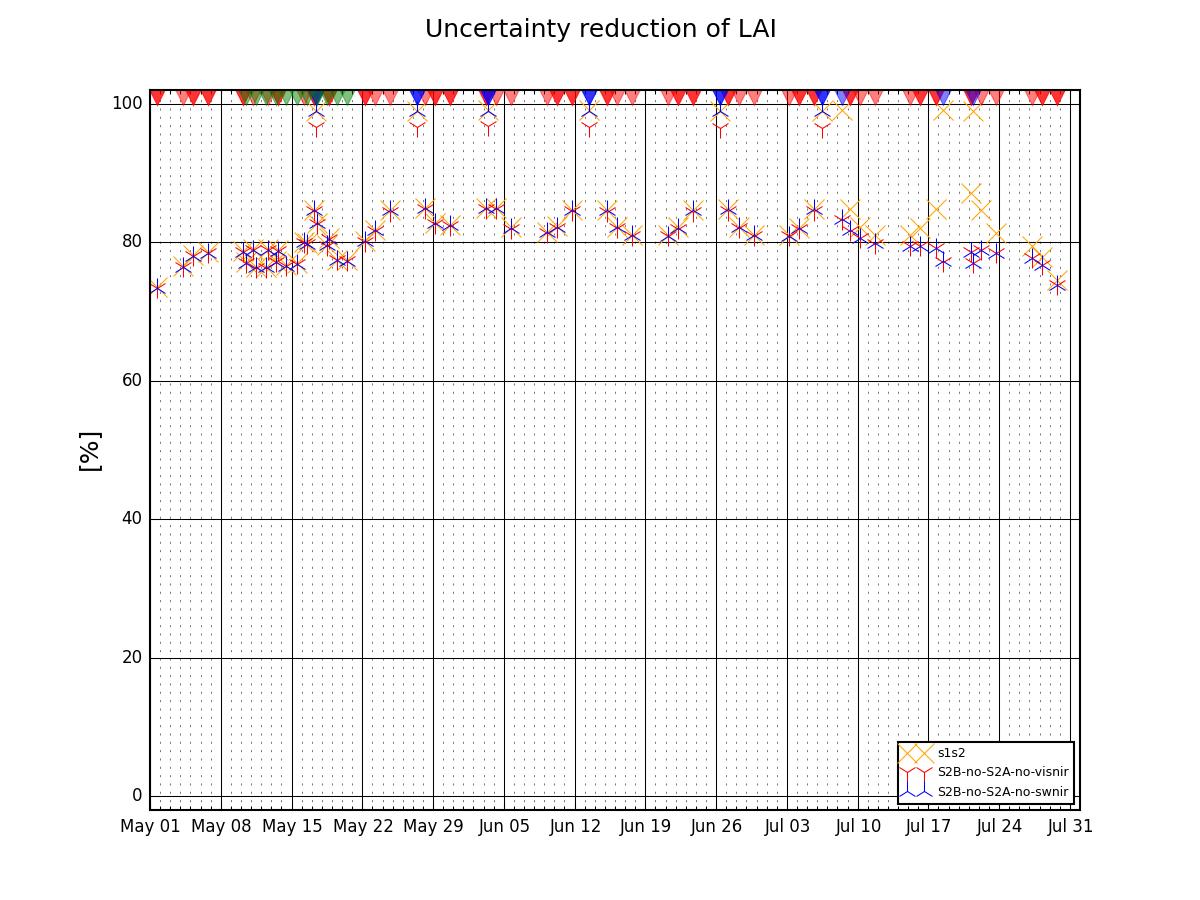 Uncertainty reduction of LAI
100
80
60
40
20
0
[%]
May 01 May 08 May 15 May 22 May 29 Jun 05 Jun 12 Jun 19 Jun 26 Jul 03 Jul 10 Jul 17 Jul 24 Jul 31
s1s2
S2B-no-S2A-no-visnir
S2B-no-S2A-no-swnir